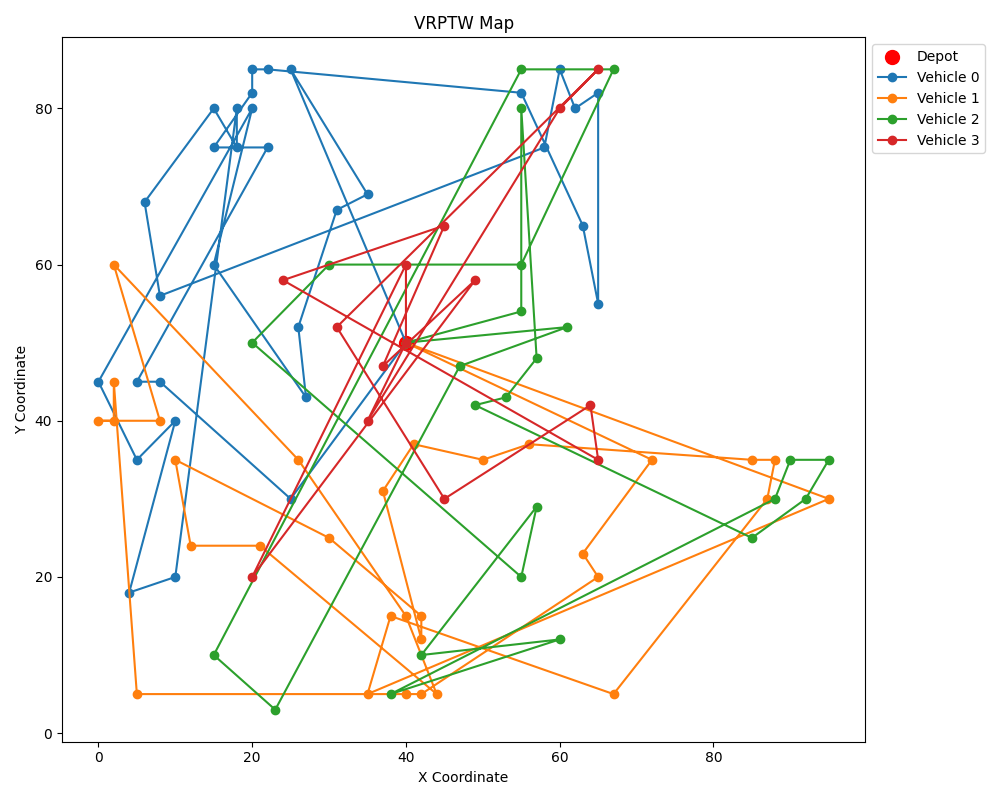 VRPTW Map
Depot
Vehicle 0
Vehicle 1
Vehicle 2
Vehicle 3
Y Coordinate
80
60
40
20
0
0 20 40 60 80
X Coordinate